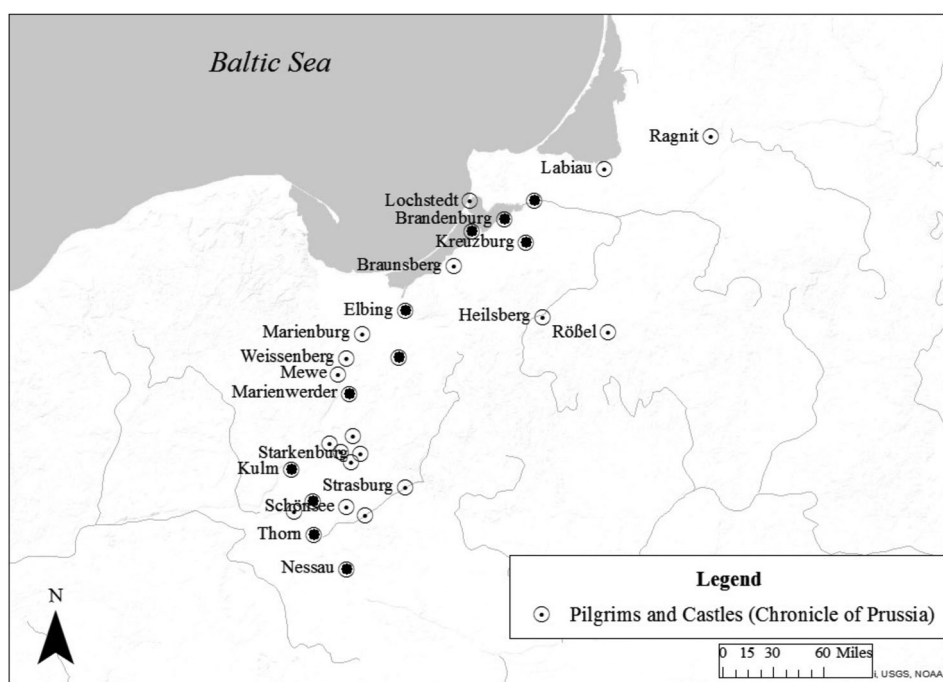 Baltic Sea
Ragnit
Labiau
Lochstedt
Brandenburg
Kreuzburg
Braunsberg
Elbing
Heilsberg
Marienburg
Rößel
Weissenberg
Mewe
Marienwerder
Starkenburg
Kulm
Strasburg
Schönsee
Thorn
Nessau
Legend
Pilgrims and Castles (Chronicle of Prussia)
N
0 15 30 60 Miles
i, USGS, NOAA